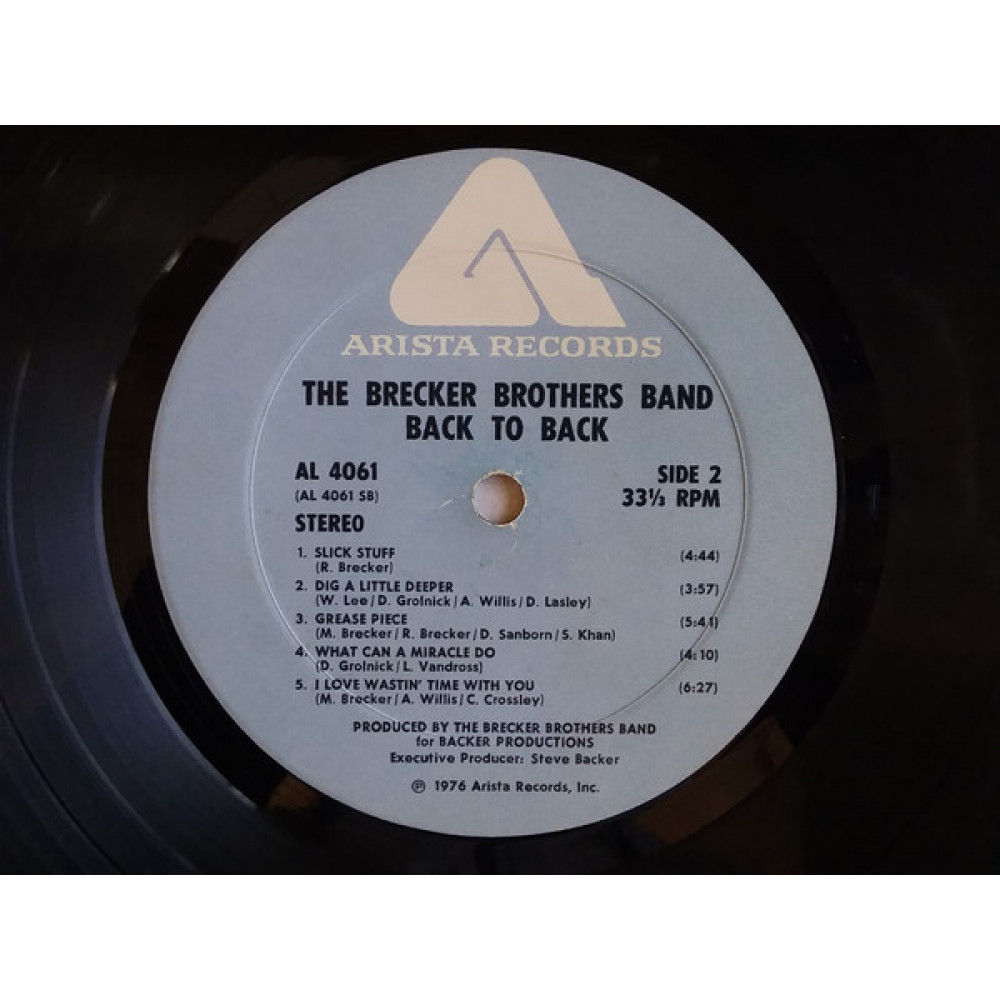 ARISTA RECORDS
THE BRECKER BROTHERS BAND
BACK TO BACK
AL 4061
(AL 4061 SB)
STEREO
SIDE 2
33⅓ RPM
1. SLICK STUFF (4:44)
(R. Brecker)
2. DIG A LITTLE DEEPER (3:57)
(W. Lee/D. Grolnick/A. Willis/D. Lasley)
3. GREASE PIECE (5:41)
(M. Brecker/R. Brecker/D. Sanborn/S. Khan)
4. WHAT CAN A MIRACLE DO (4:10)
(D. Grolnick/L. Vandross)
5. I LOVE WASTIN' TIME WITH YOU (6:27)
(M. Brecker/A. Willis/C. Crossley)
PRODUCED BY THE BRECKER BROTHERS BAND
for BACKER PRODUCTIONS
Executive Producer: Steve Backer
℗ 1976 Arista Records, Inc.